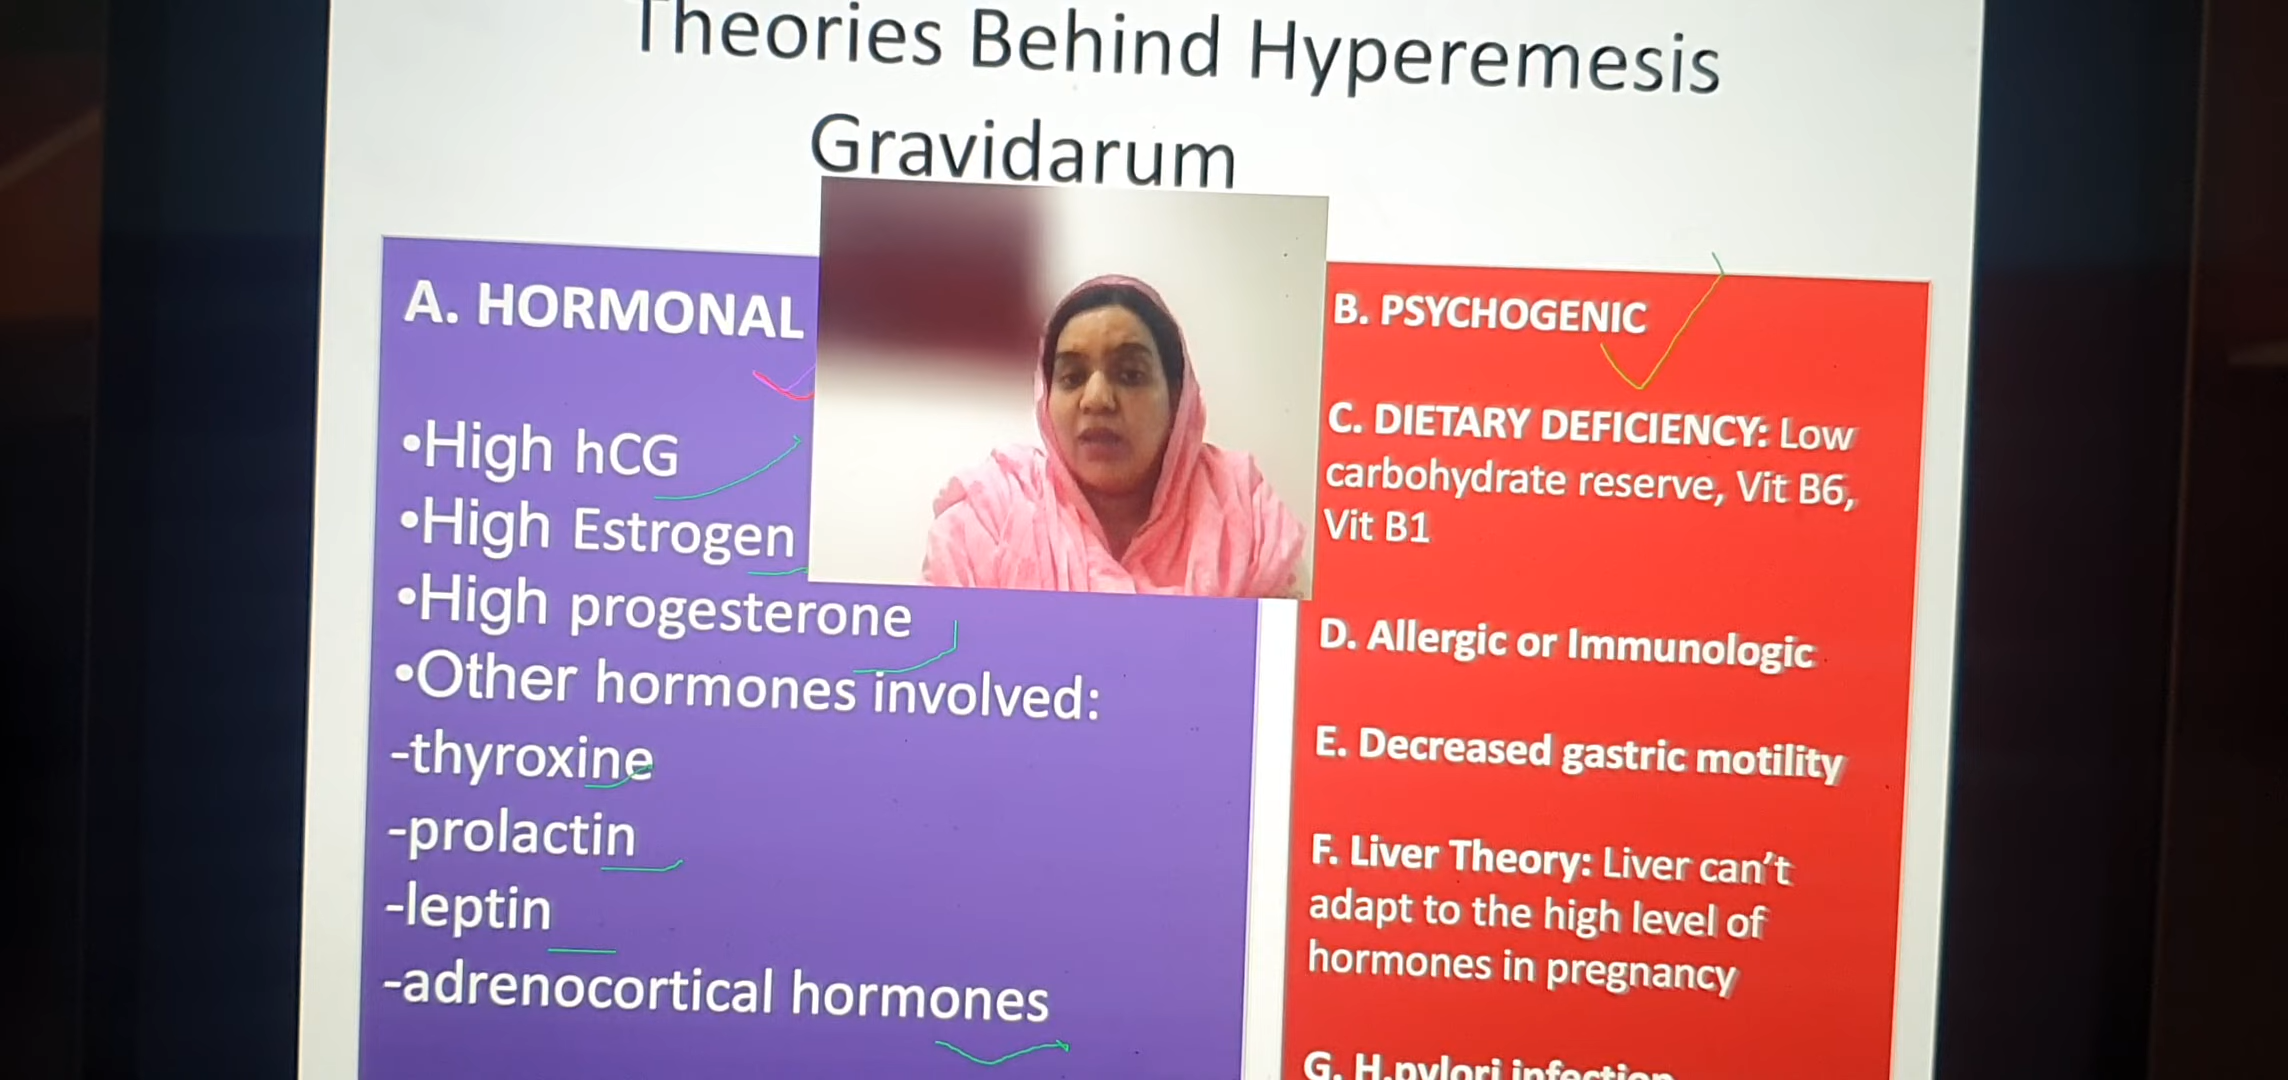 Theories Behind Hyperemesis
Gravidarum
A. HORMONAL
•High hCG
•High Estrogen
•High progesterone
•Other hormones involved:
-thyroxine
-prolactin
-leptin
-adrenocortical hormones
B. PSYCHOGENIC
C. DIETARY DEFICIENCY: Low
carbohydrate reserve, Vit B6,
Vit B1
D. Allergic or Immunologic
E. Decreased gastric motility
F. Liver Theory: Liver can't
adapt to the high level of
hormones in pregnancy
G. H.pylori infection